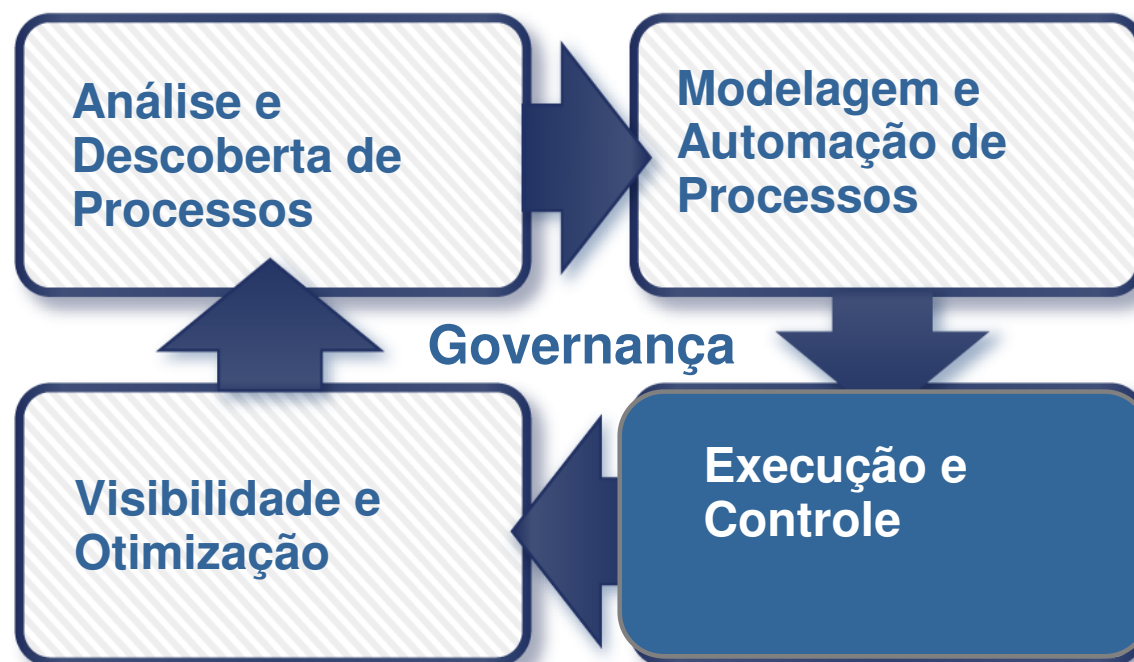 Análise e
Descoberta de
Processos
Modelagem e
Automação de
Processos
Governança
Visibilidade e
Otimização
Execução e
Controle